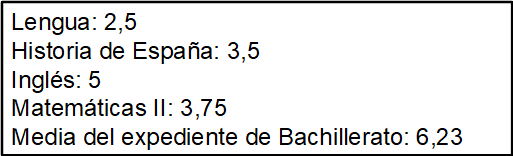 Lengua: 2,5
Historia de España: 3,5
Inglés: 5
Matemáticas II: 3,75
Media del expediente de Bachillerato: 6,23